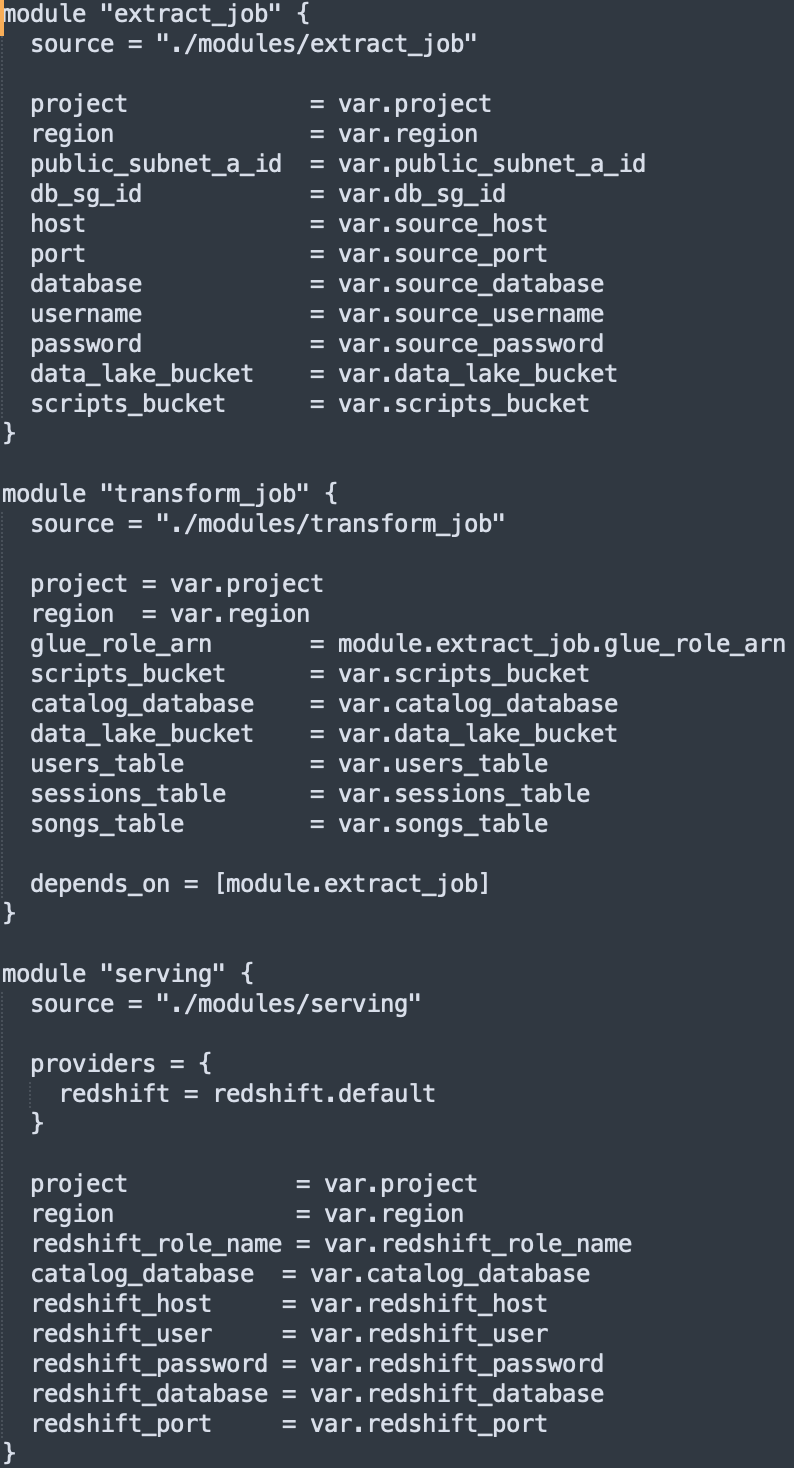 module "extract_job" {
  source = "./modules/extract_job"

  project             = var.project
  region              = var.region
  public_subnet_a_id  = var.public_subnet_a_id
  db_sg_id            = var.db_sg_id
  host                = var.source_host
  port                = var.source_port
  database            = var.source_database
  username            = var.source_username
  password            = var.source_password
  data_lake_bucket    = var.data_lake_bucket
  scripts_bucket      = var.scripts_bucket
}

module "transform_job" {
  source = "./modules/transform_job"

  project = var.project
  region  = var.region
  glue_role_arn       = module.extract_job.glue_role_arn
  scripts_bucket      = var.scripts_bucket
  catalog_database    = var.catalog_database
  data_lake_bucket    = var.data_lake_bucket
  users_table         = var.users_table
  sessions_table      = var.sessions_table
  songs_table         = var.songs_table

  depends_on = [module.extract_job]
}

module "serving" {
  source = "./modules/serving"

  providers = {
    redshift = redshift.default
  }

  project            = var.project
  region             = var.region
  redshift_role_name = var.redshift_role_name
  catalog_database  = var.catalog_database
  redshift_host     = var.redshift_host
  redshift_user     = var.redshift_user
  redshift_password = var.redshift_password
  redshift_database = var.redshift_database
  redshift_port     = var.redshift_port
}